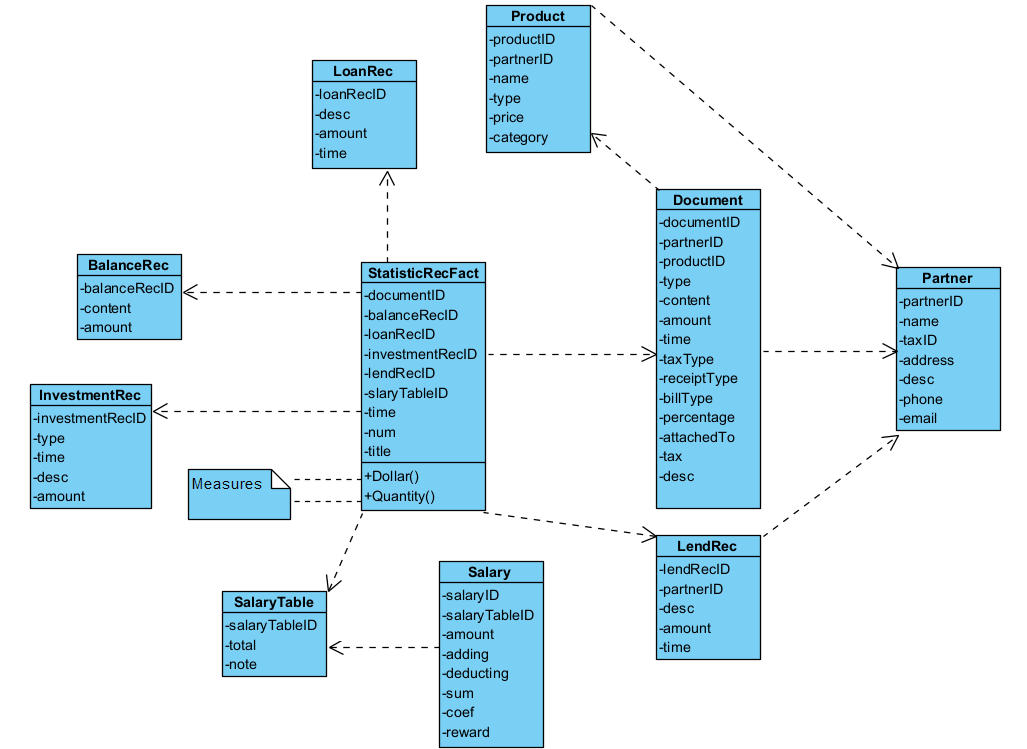 Product
-productID
-partnerID
-name
-type
-price
-category
LoanRec
-loanRecID
-desc
-amount
-time
Document
-documentID
-partnerID
-productID
-type
-content
-amount
-time
-taxType
-receiptType
-billType
-percentage
-attachedTo
-tax
-desc
BalanceRec
-balanceRecID
-content
-amount
StatisticRecFact
-documentID
-balanceRecID
-loanRecID
-investmentRecID
-lendRecID
-slaryTableID
-time
-num
-title
+Dollar()
+Quantity()
Partner
-partnerID
-name
-taxID
-address
-desc
-phone
-email
InvestmentRec
-investmentRecID
-type
-time
-desc
-amount
Measures
LendRec
-lendRecID
-partnerID
-desc
-amount
-time
SalaryTable
-salaryTableID
-total
-note
Salary
-salaryID
-salaryTableID
-amount
-adding
-deducting
-sum
-coef
-reward